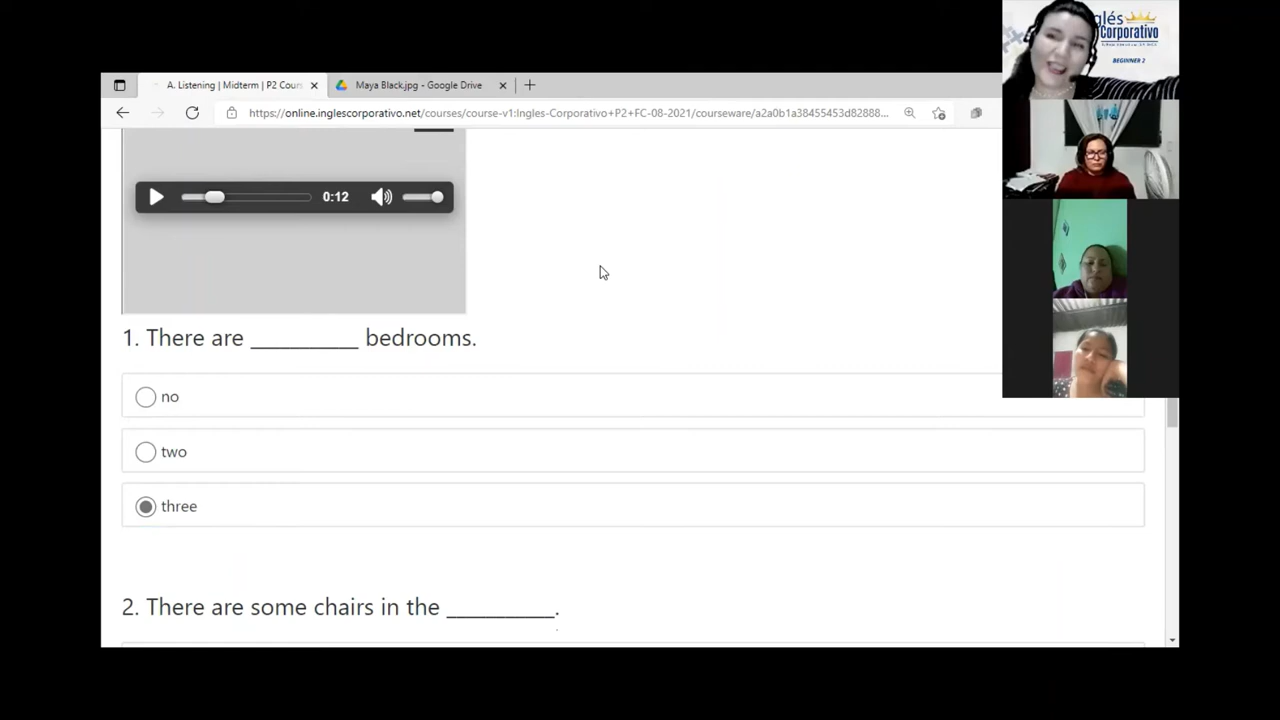 glés
Corporativo
BEGINNER 2
A. Listening | Midterm | P2 Cours
Maya Black.jpg - Google Drive
https://online.inglescorporativo.net/courses/course-v1:Ingles-Corporativo+P2+FC-08-2021/courseware/a2a0b1a38455453d82888...
0:12
1. There are __________ bedrooms.
no
two
three
2. There are some chairs in the __________.